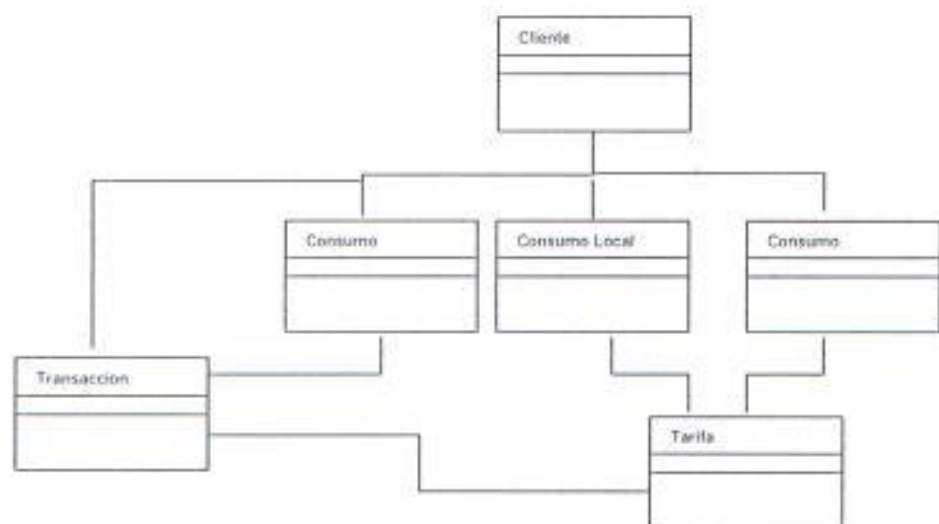 Cliente
Consumo
Consumo Local
Consumo
Transaccion
Tarifa